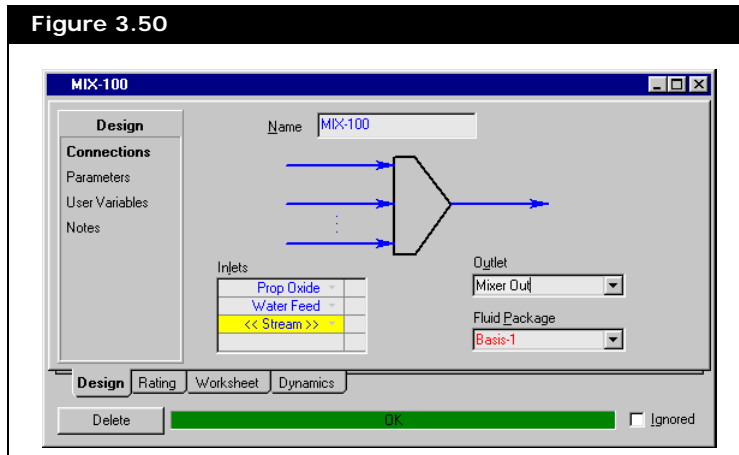 Figure 3.50
MIX-100
Design
Connections
Parameters
User Variables
Notes
Name MIX-100
Inlets
Prop Oxide
Water Feed
<< Stream >>
Outlet
Mixer Out
Fluid Package
Basis-1
Design Rating Worksheet Dynamics
Delete OK Ignored